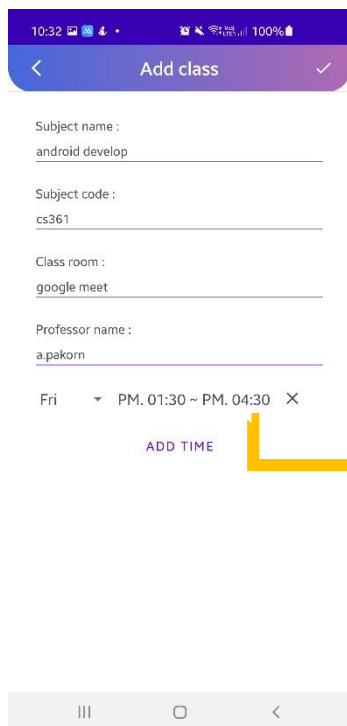 10:32 100%
Add class
Subject name :
android develop
Subject code :
cs361
Class room :
google meet
Professor name :
a.pakorn
Fri PM. 01:30 ~ PM. 04:30
ADD TIME